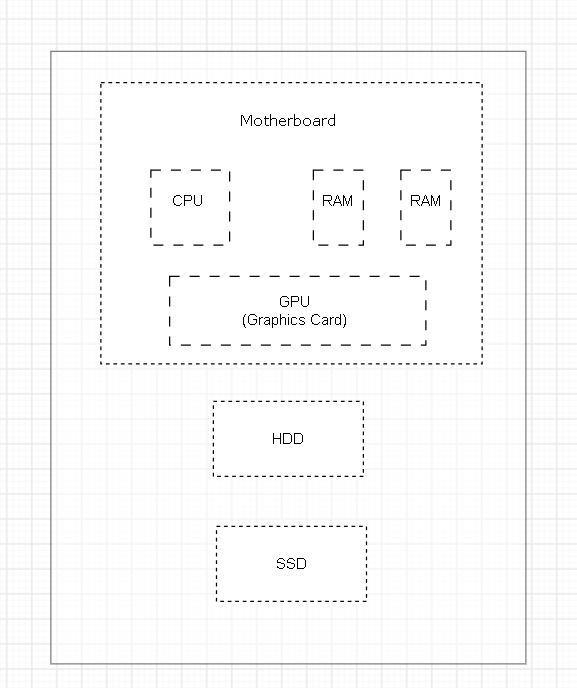 Motherboard
CPU
RAM
RAM
GPU
(Graphics Card)
HDD
SSD